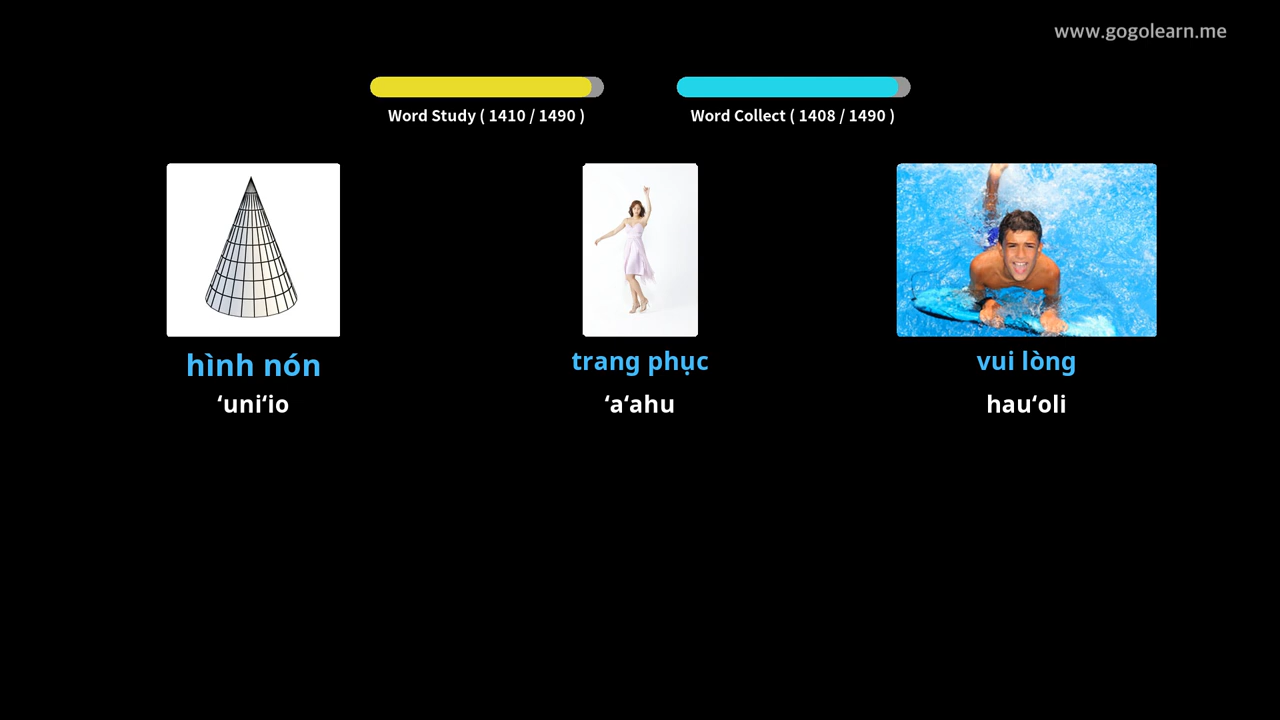 www.gogolearn.me
Word Study ( 1410 / 1490 )
Word Collect ( 1408 / 1490 )
hình nón
ʻuniʻio
trang phục
ʻaʻahu
vui lòng
hauʻoli